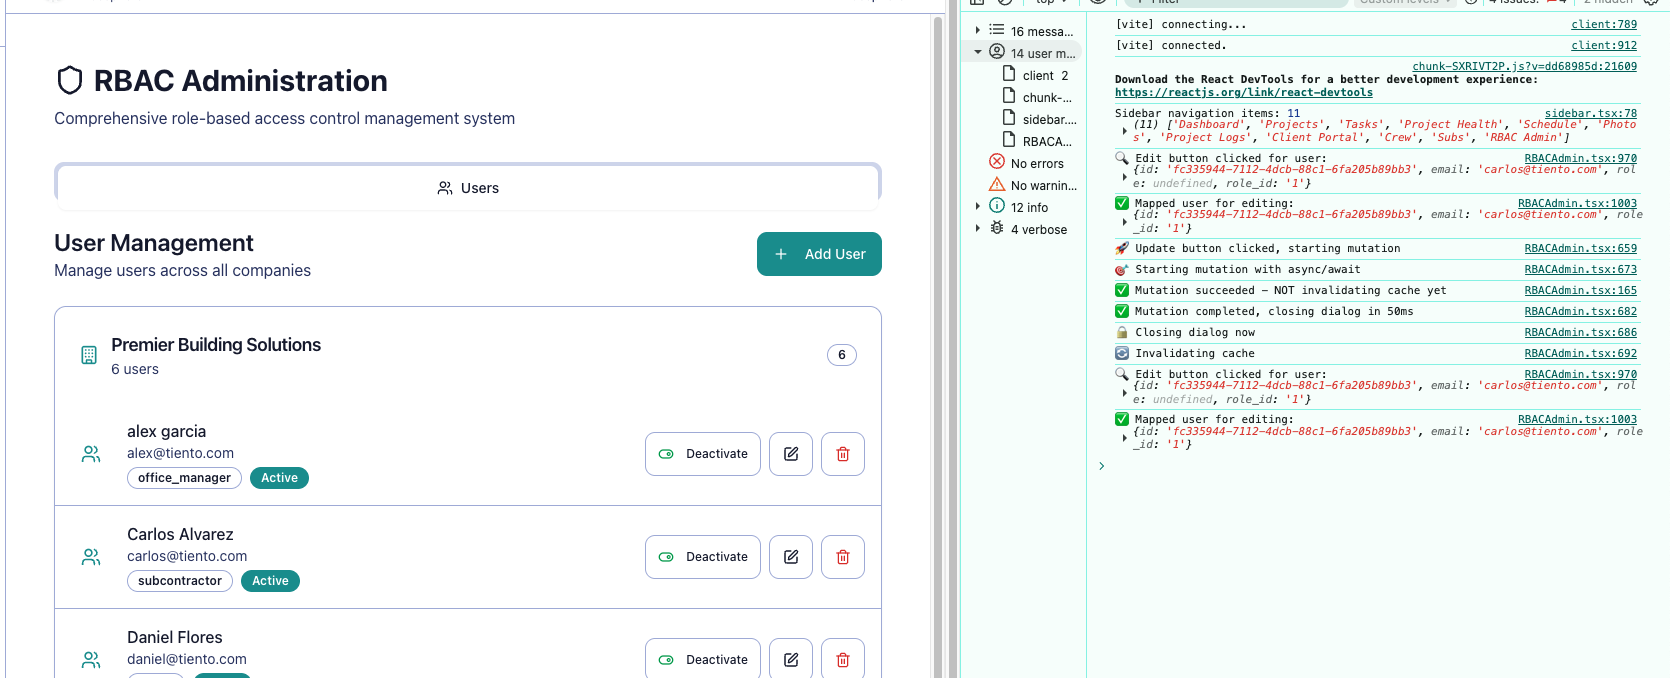 RBAC Administration
Comprehensive role-based access control management system
Users
User Management
Manage users across all companies
Add User
Premier Building Solutions
6 users
6
alex garcia
alex@tiento.com
office_manager
Active
Deactivate
Carlos Alvarez
carlos@tiento.com
subcontractor
Active
Deactivate
Daniel Flores
daniel@tiento.com
Deactivate
16 messa...
14 user m...
client 2
chunk-...
sidebar....
RBACA...
No errors
No warnin...
12 info
4 verbose
[vite] connecting... client:789
[vite] connected. client:912
chunk-SXRIVT2P.js?v=dd68985d:21609
Download the React DevTools for a better development experience:
https://reactjs.org/link/react-devtools
Sidebar navigation items: 11 sidebar.tsx:78
(11) ['Dashboard', 'Projects', 'Tasks', 'Project Health', 'Schedule', 'Photo
s', 'Project Logs', 'Client Portal', 'Crew', 'Subs', 'RBAC Admin']
🔍 Edit button clicked for user: RBACAdmin.tsx:970
{id: 'fc335944-7112-4dcb-88c1-6fa205b89bb3', email: 'carlos@tiento.com', rol
e: undefined, role_id: '1'}
✅ Mapped user for editing: RBACAdmin.tsx:1003
{id: 'fc335944-7112-4dcb-88c1-6fa205b89bb3', email: 'carlos@tiento.com', role
_id: '1'}
🚀 Update button clicked, starting mutation RBACAdmin.tsx:659
🎯 Starting mutation with async/await RBACAdmin.tsx:673
✅ Mutation succeeded – NOT invalidating cache yet RBACAdmin.tsx:165
✅ Mutation completed, closing dialog in 50ms RBACAdmin.tsx:682
🔒 Closing dialog now RBACAdmin.tsx:686
🔄 Invalidating cache RBACAdmin.tsx:692
🔍 Edit button clicked for user: RBACAdmin.tsx:970
{id: 'fc335944-7112-4dcb-88c1-6fa205b89bb3', email: 'carlos@tiento.com', rol
e: undefined, role_id: '1'}
✅ Mapped user for editing: RBACAdmin.tsx:1003
{id: 'fc335944-7112-4dcb-88c1-6fa205b89bb3', email: 'carlos@tiento.com', role
_id: '1'}